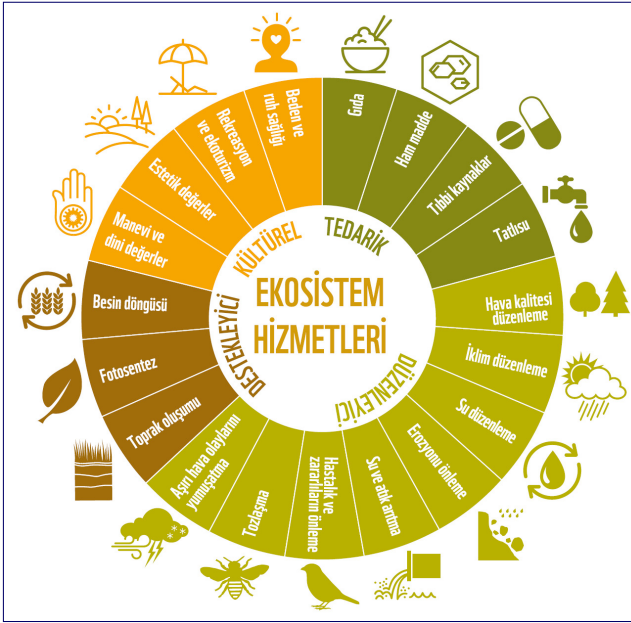 EKOSİSTEM
HİZMETLERİ
TEDARİK
Gıda
Ham madde
Tıbbi kaynaklar
Tatlısu
DÜZENLEYİCİ
Hava kalitesi
düzenleme
İklim düzenleme
Su düzenleme
Erozyonu önleme
Su ve atık arıtma
Hastalık ve
zararlıların önleme
Tozlaşma
Aşırı hava olaylarını
yumuşatma
DESTEKLEYİCİ
Toprak oluşumu
Fotosentez
Besin döngüsü
KÜLTÜREL
Manevi ve
dini değerler
Estetik değerler
Rekreasyon
ve ekoturizm
Beden ve
ruh sağlığı